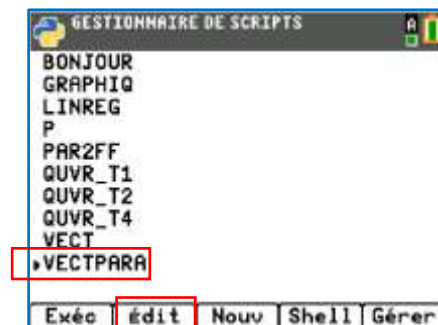 GESTIONNAIRE DE SCRIPTS
A
BONJOUR
GRAPHIQ
LINREG
P
PAR2FF
QUVR_T1
QUVR_T2
QUVR_T4
VECT
▸VECTPARA
Exéc Édit Nouv Shell Gérer